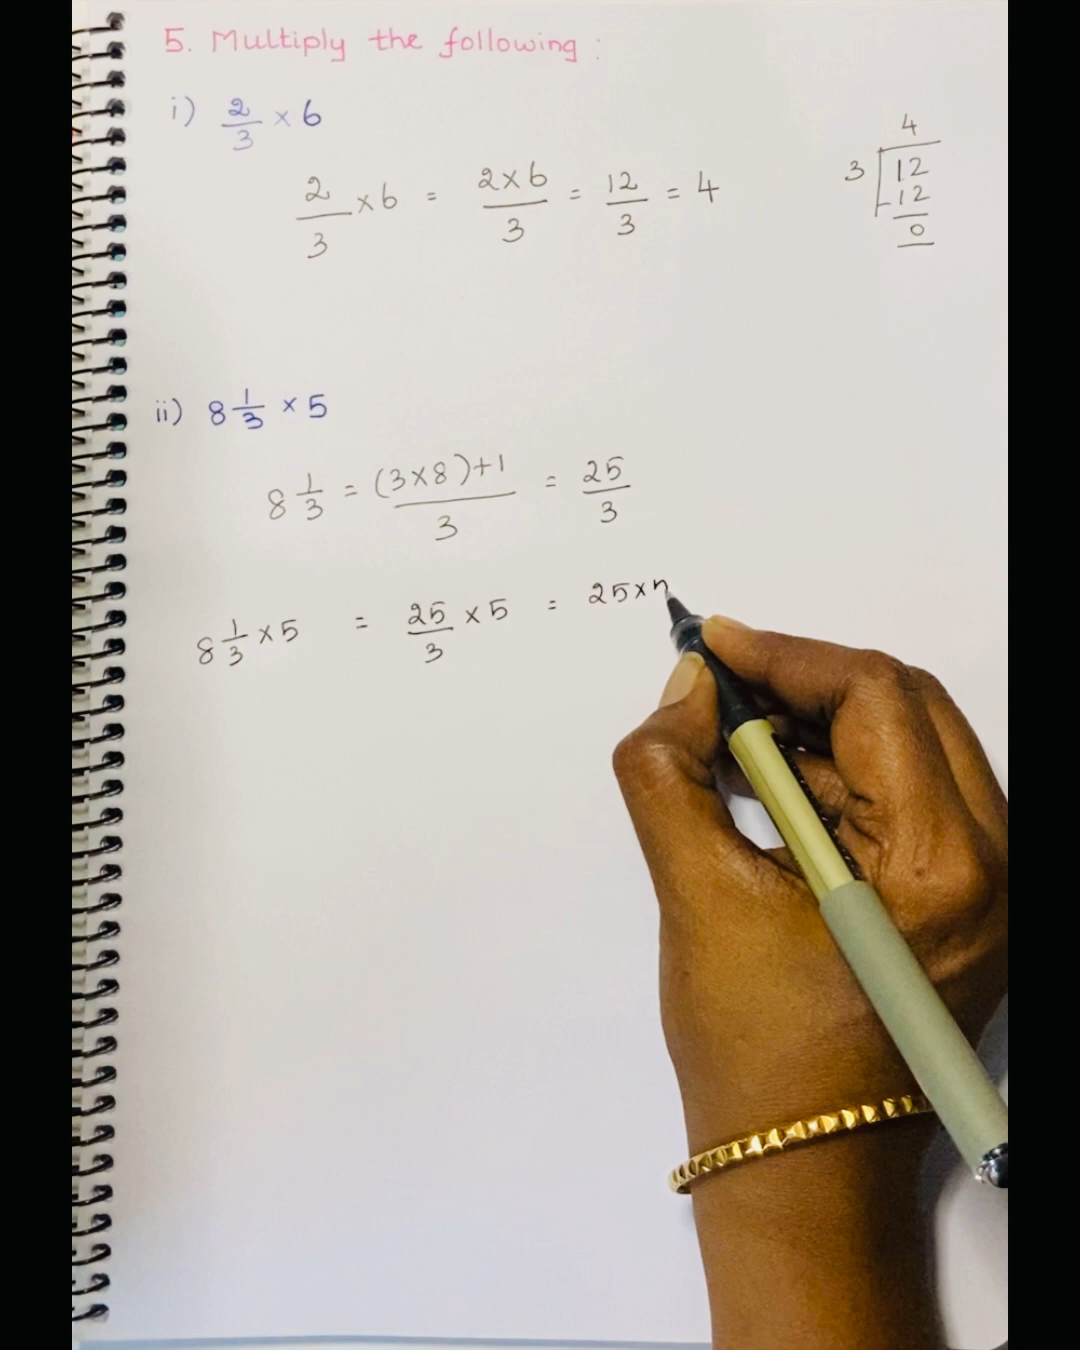 5. Multiply the following :
i) 2/3 × 6
2/3 × 6 = 2×6/3 = 12/3 = 4
4
3 12
-12
0
ii) 8 1/3 × 5
8 1/3 = (3×8)+1/3 = 25/3
8 1/3 × 5 = 25/3 × 5 = 25×